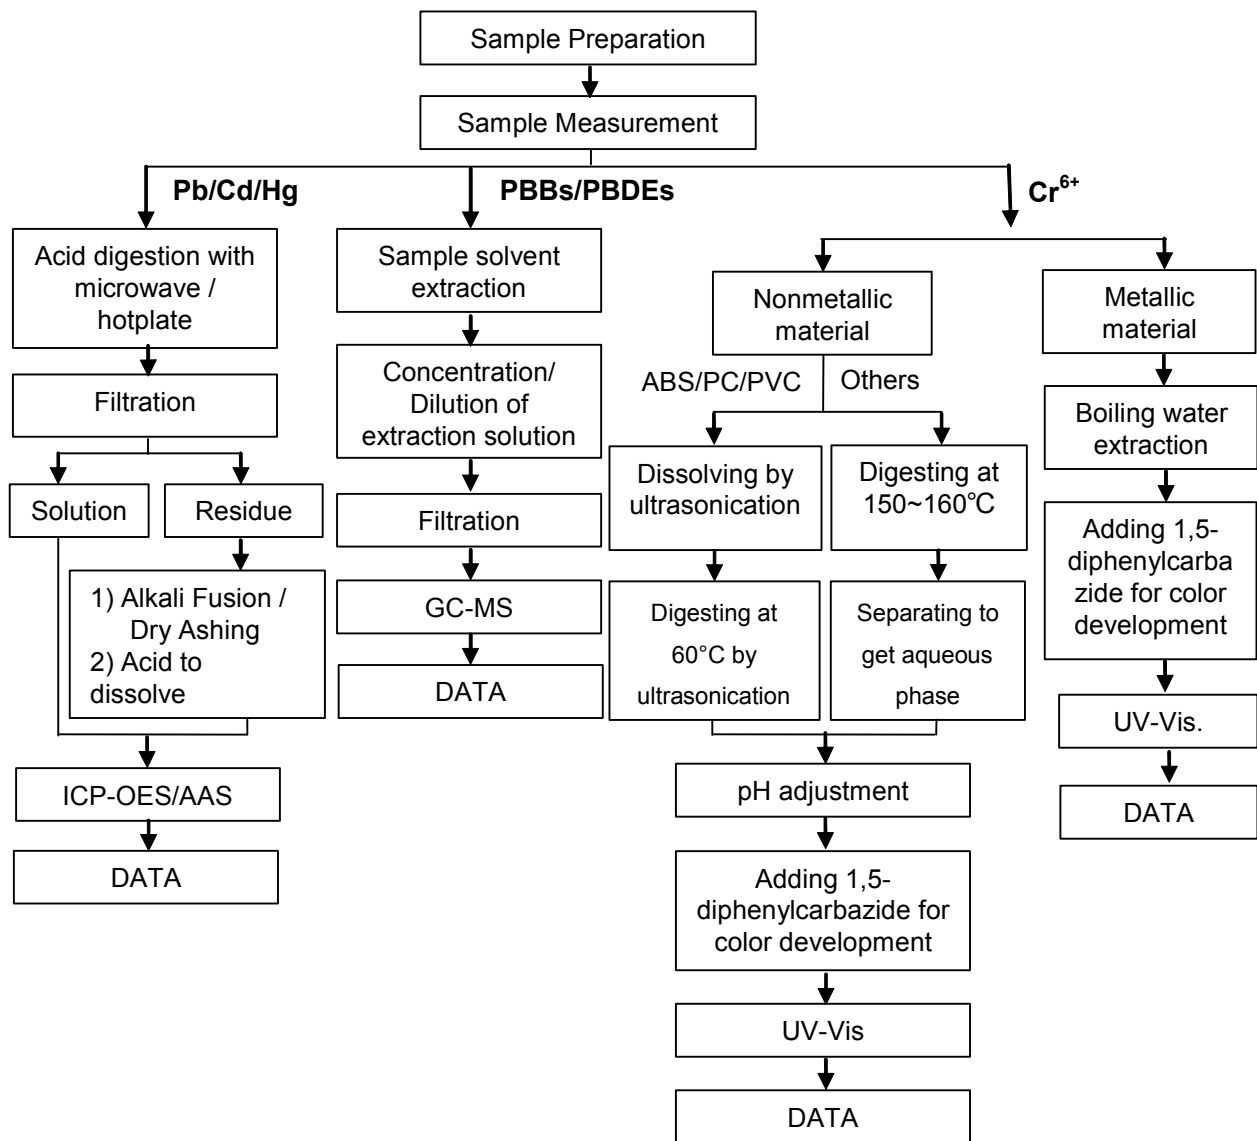 Sample Preparation
Sample Measurement
Pb/Cd/Hg
PBBs/PBDEs
Cr6+
Acid digestion with
microwave /
hotplate
Filtration
Solution
Residue
1) Alkali Fusion /
Dry Ashing
2) Acid to
dissolve
ICP-OES/AAS
DATA
Sample solvent
extraction
Concentration/
Dilution of
extraction solution
Filtration
GC-MS
DATA
Nonmetallic
material
ABS/PC/PVC
Others
Dissolving by
ultrasonication
Digesting at
60°C by
ultrasonication
Digesting at
150~160℃
Separating to
get aqueous
phase
pH adjustment
Adding 1,5-
diphenylcarbazide for
color development
UV-Vis
DATA
Metallic
material
Boiling water
extraction
Adding 1,5-
diphenylcarba
zide for color
development
UV-Vis.
DATA